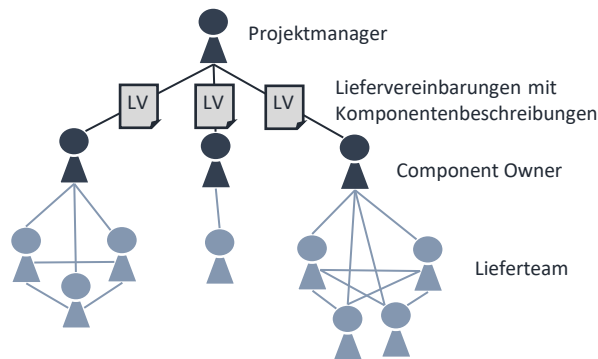 Projektmanager
LV
LV
LV
Liefervereinbarungen mit
Komponentenbeschreibungen
Component Owner
Lieferteam